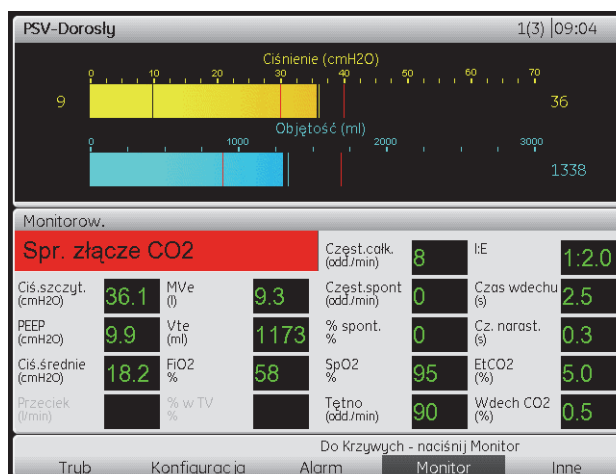 PSV-Dorosły 1(3) |09:04
Ciśnienie (cmH2O)
0 10 20 30 40 50 60 70
9 36
Objętość (ml)
0 1000 2000 3000
1338
Monitorow.
Spr. złącze CO2
Częst.całk. (odd./min) 8 I:E 1:2.0
Ciś.szczyt. (cmH2O) 36.1 MVe (l) 9.3 Częst.spont (odd./min) 0 Czas wdechu (s) 2.5
PEEP (cmH2O) 9.9 Vte (ml) 1173 % spont. % 0 Cz. narast. (s) 0.3
Ciś.średnie (cmH2O) 18.2 FiO2 % 58 SpO2 % 95 EtCO2 (%) 5.0
Przeciek (l/min) % w TV % Tętno (odd./min) 90 Wdech CO2 (%) 0.5
Do Krzywych - naciśnij Monitor
Tryb Konfiguracja Alarm Monitor Inne